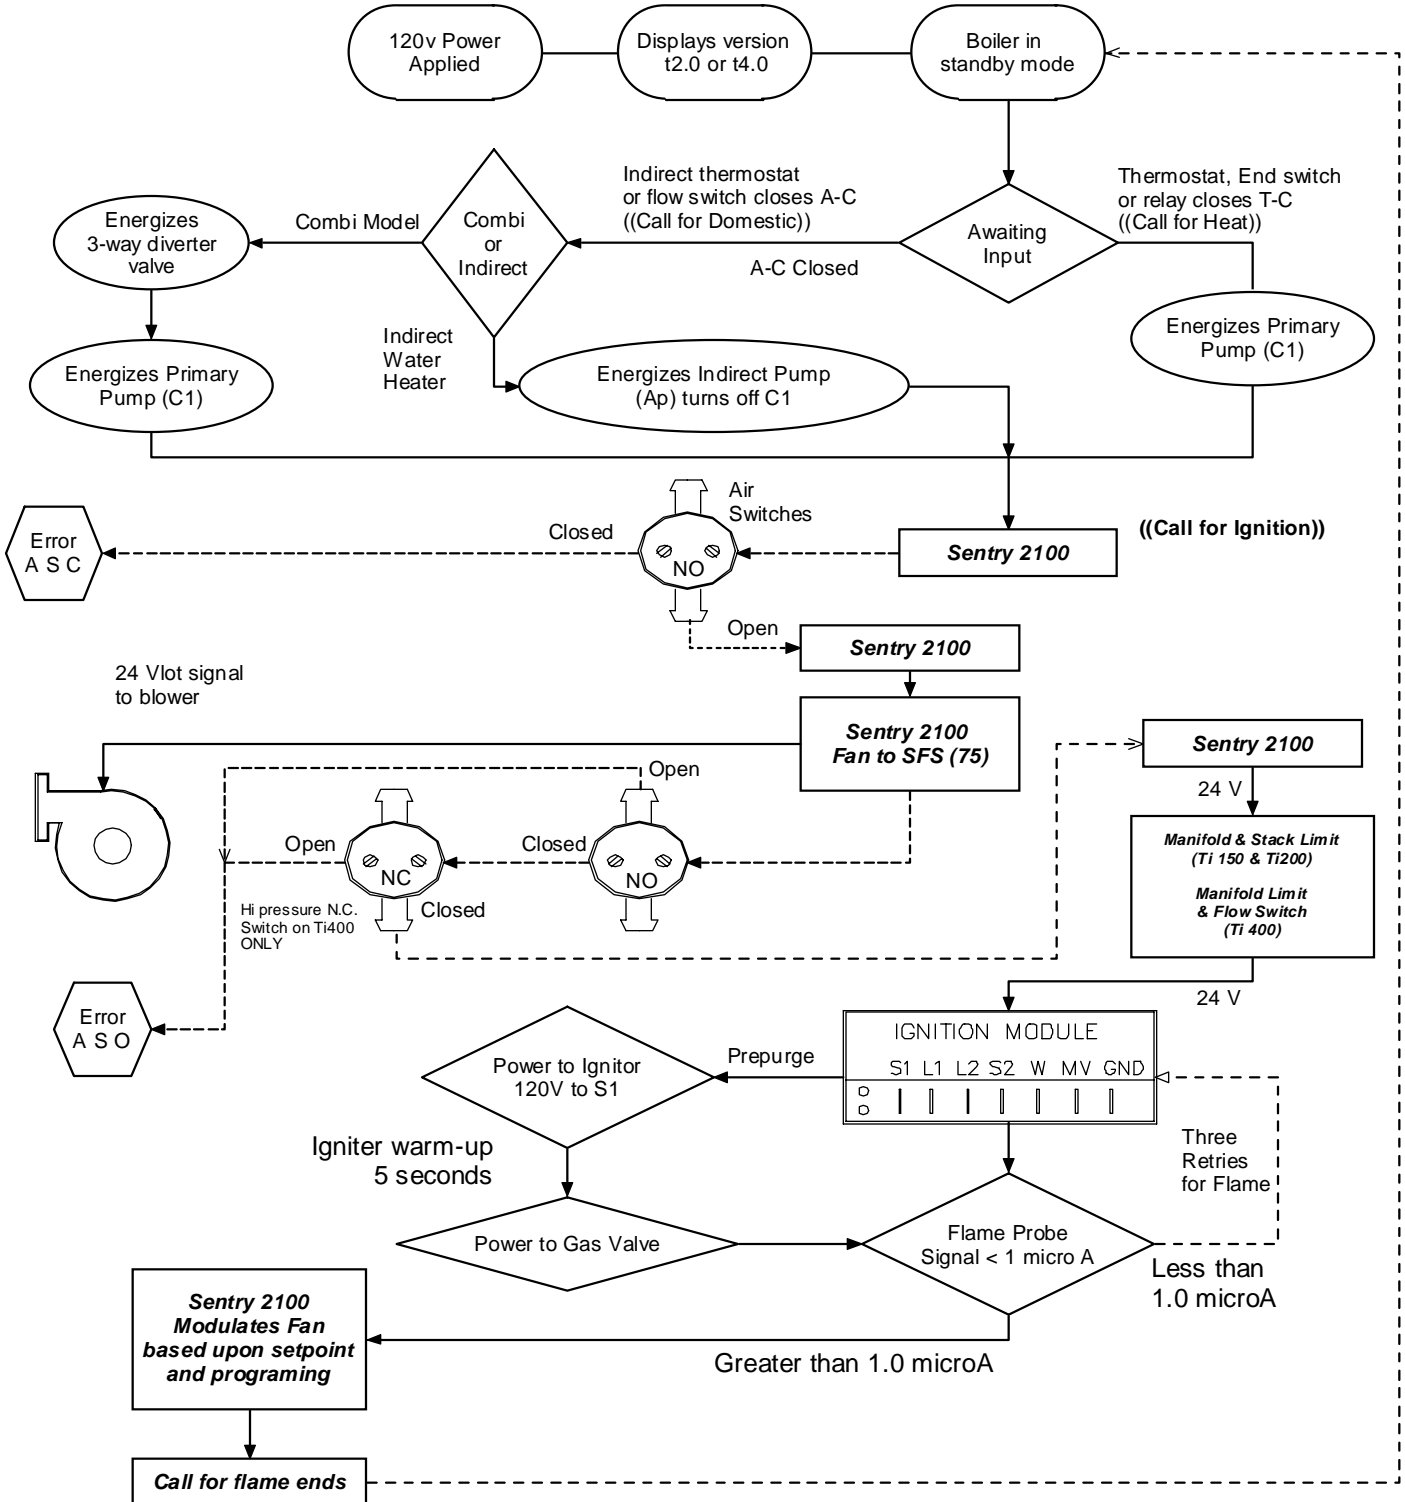 120v Power
Applied
Displays version
t2.0 or t4.0
Boiler in
standby mode
Indirect thermostat
or flow switch closes A-C
((Call for Domestic))
Thermostat, End switch
or relay closes T-C
((Call for Heat))
Energizes
3-way diverter
valve
Combi Model
Combi
or
Indirect
A-C Closed
Awaiting
Input
Indirect
Water
Heater
Energizes Primary
Pump (C1)
Energizes Primary
Pump (C1)
Energizes Indirect Pump
(Ap) turns off C1
Air
Switches
Closed
NO
Error
A S C
Sentry 2100
((Call for Ignition))
Open
Sentry 2100
24 Vlot signal
to blower
Sentry 2100
Fan to SFS (75)
Sentry 2100
Open
24 V
Open
NC
Closed
NO
Closed
Hi pressure N.C.
Switch on Ti400
ONLY
Manifold & Stack Limit
(Ti 150 & Ti200)
Manifold Limit
& Flow Switch
(Ti 400)
24 V
Error
A S O
Power to Ignitor
120V to S1
Prepurge
IGNITION MODULE
S1 L1 L2 S2 W MV GND
Igniter warm-up
5 seconds
Three
Retries
for Flame
Power to Gas Valve
Flame Probe
Signal < 1 micro A
Less than
1.0 microA
Sentry 2100
Modulates Fan
based upon setpoint
and programing
Greater than 1.0 microA
Call for flame ends